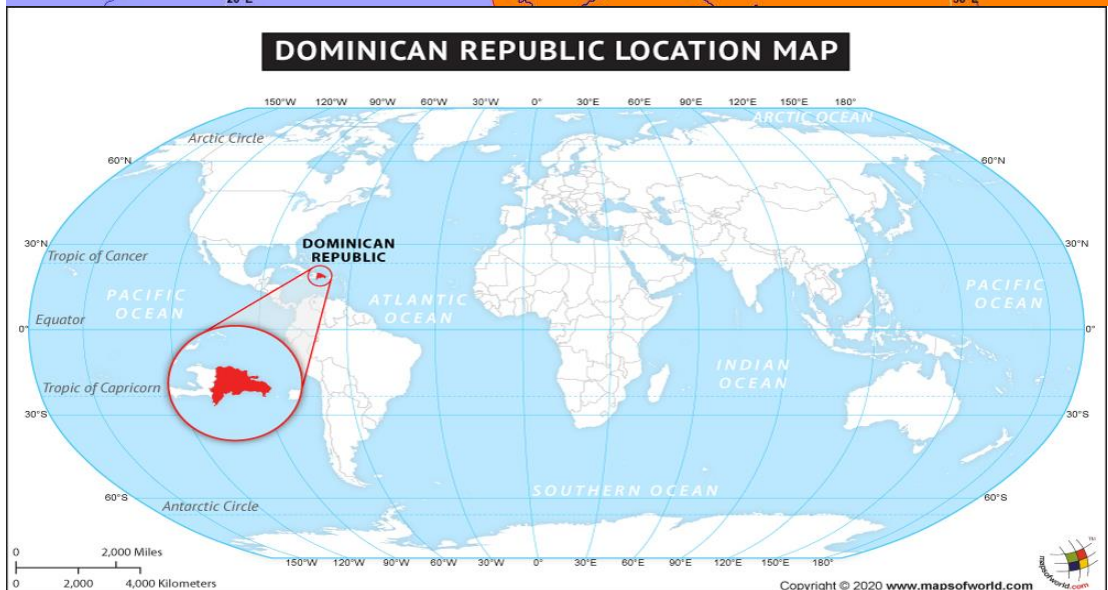 20°E
DOMINICAN REPUBLIC LOCATION MAP
150°W 120°W 90°W 60°W 30°W 0° 30°E 60°E 90°E 120°E 150°E 180°
ARCTIC OCEAN
Arctic Circle
60°N 60°N
30°N 30°N
DOMINICAN
REPUBLIC
Tropic of Cancer
PACIFIC
OCEAN
ATLANTIC
OCEAN
PACIFIC
OCEAN
Equator
0° 0°
INDIAN
OCEAN
Tropic of Capricorn
30°S 30°S
SOUTHERN OCEAN
60°S 60°S
Antarctic Circle
0 2,000 Miles
0 2,000 4,000 Kilometers
150°W 120°W 90°W 60°W 30°W 0° 30°E 60°E 90°E 120°E 150°E 180°
Copyright © 2020 www.mapsofworld.com
mapsofworld.com
TM